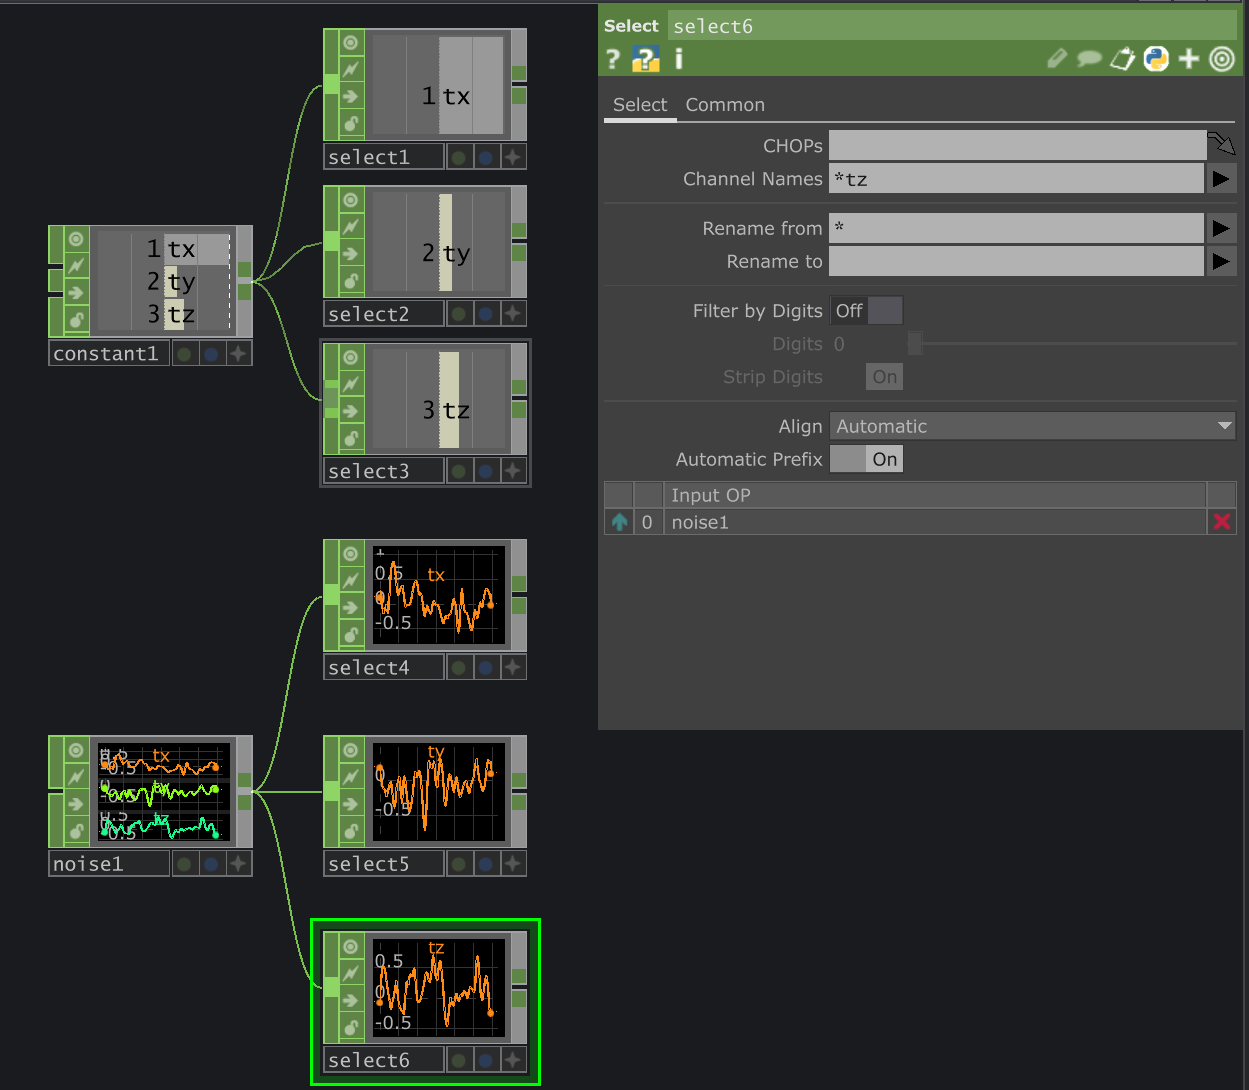 1 tx
select1
2 ty
select2
1 tx
2 ty
3 tz
constant1
3 tz
select3
0.5
tx
0
-0.5
select4
tx
-0.5
ty
-0.5
tz
0.5
-0.5
noise1
ty
0
-0.5
select5
tz
0.5
0
-0.5
select6
Select select6
? ? i
Select Common
CHOPs
Channel Names *tz
Rename from *
Rename to
Filter by Digits Off
Digits 0
Strip Digits On
Align Automatic
Automatic Prefix On
Input OP
0 noise1